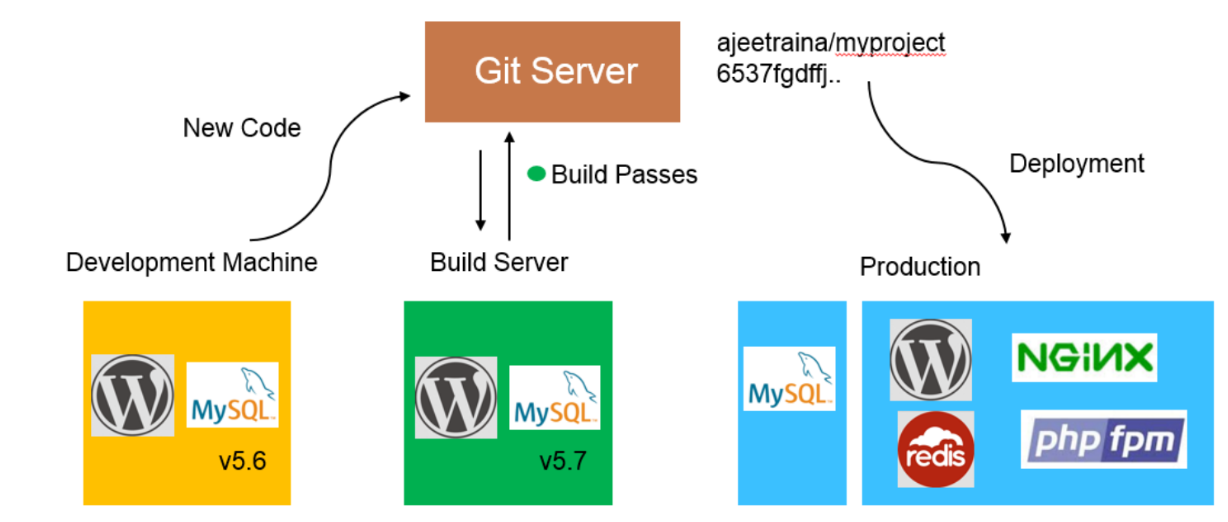 Git Server
ajeetraina/myproject
6537fgdffj..
New Code
Build Passes
Deployment
Development Machine
Build Server
Production
W
MySQL
v5.6
W
MySQL
v5.7
MySQL
W
NGiNX
redis
php fpm